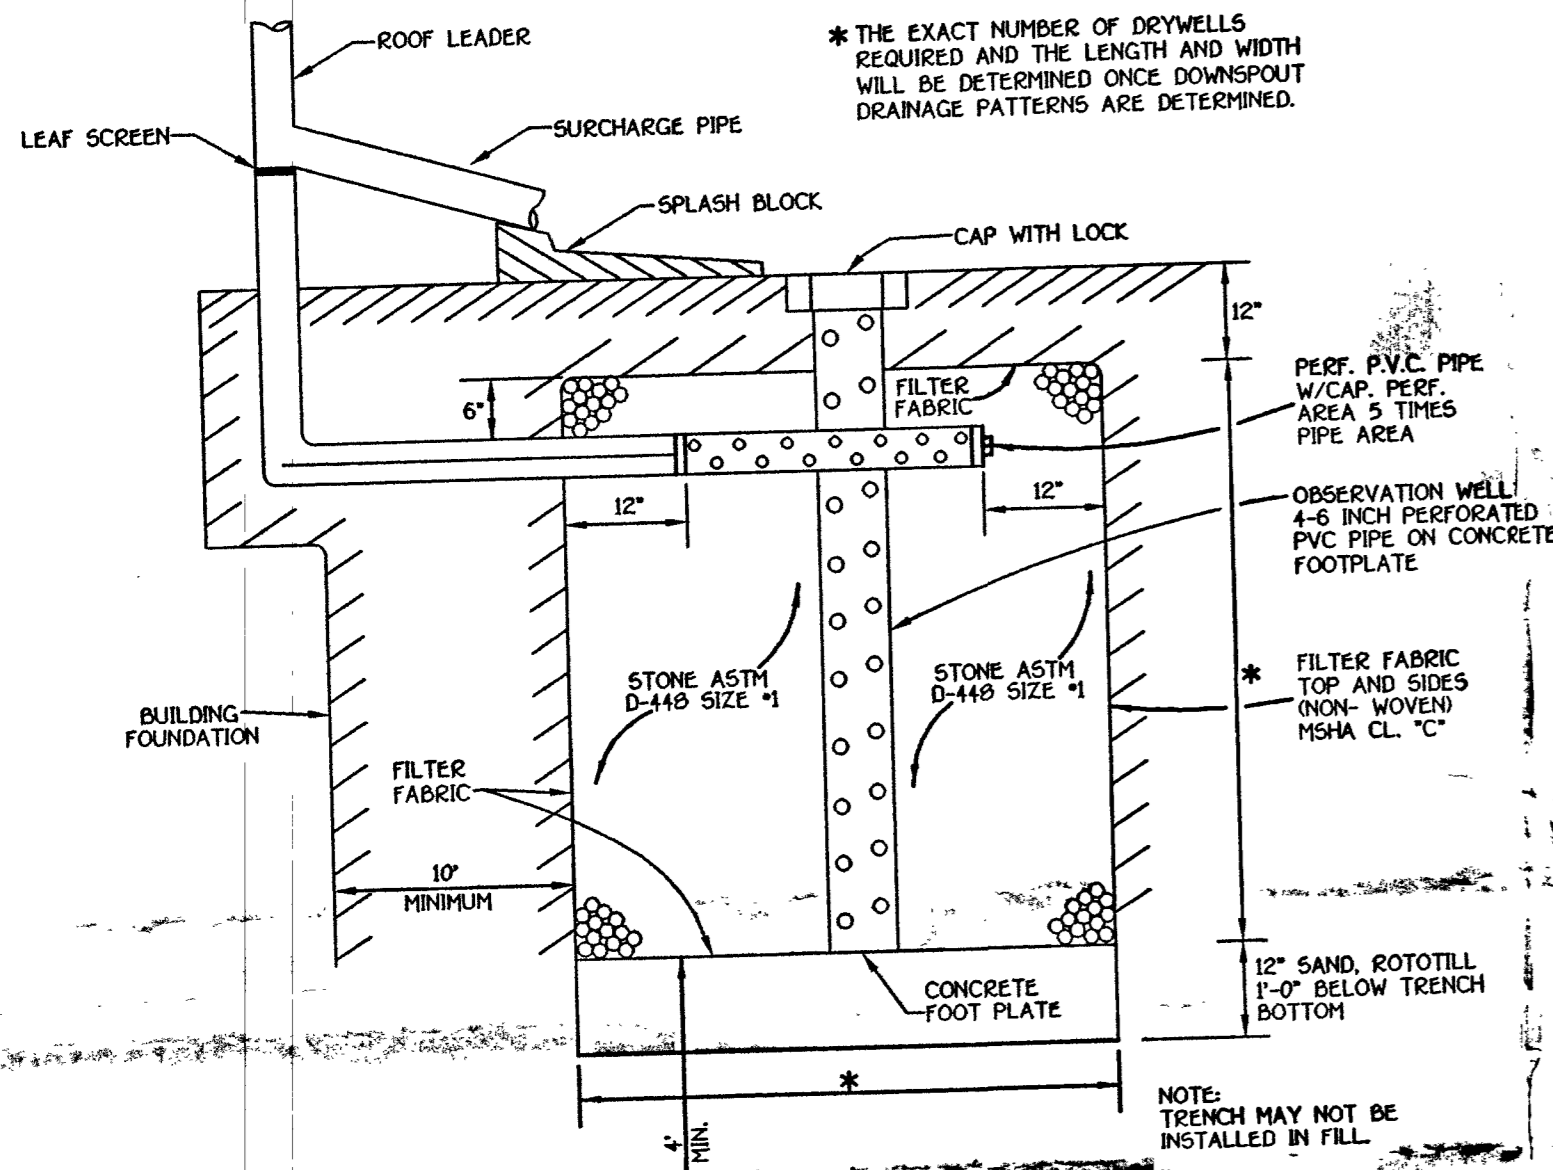 ROOF LEADER
* THE EXACT NUMBER OF DRYWELLS
REQUIRED AND THE LENGTH AND WIDTH
WILL BE DETERMINED ONCE DOWNSPOUT
DRAINAGE PATTERNS ARE DETERMINED.
LEAF SCREEN
SURCHARGE PIPE
SPLASH BLOCK
CAP WITH LOCK
12"
6"
FILTER
FABRIC
PERF. P.V.C. PIPE
W/CAP. PERF.
AREA 5 TIMES
PIPE AREA
12"
12"
OBSERVATION WELL
4-6 INCH PERFORATED
PVC PIPE ON CONCRETE
FOOTPLATE
STONE ASTM
D-448 SIZE #1
STONE ASTM
D-448 SIZE #1
*
FILTER FABRIC
TOP AND SIDES
(NON- WOVEN)
MSHA CL. "C"
BUILDING
FOUNDATION
FILTER
FABRIC
10'
MINIMUM
CONCRETE
FOOT PLATE
12" SAND, ROTOTILL
1'-0" BELOW TRENCH
BOTTOM
*
4'
MIN.
NOTE:
TRENCH MAY NOT BE
INSTALLED IN FILL.